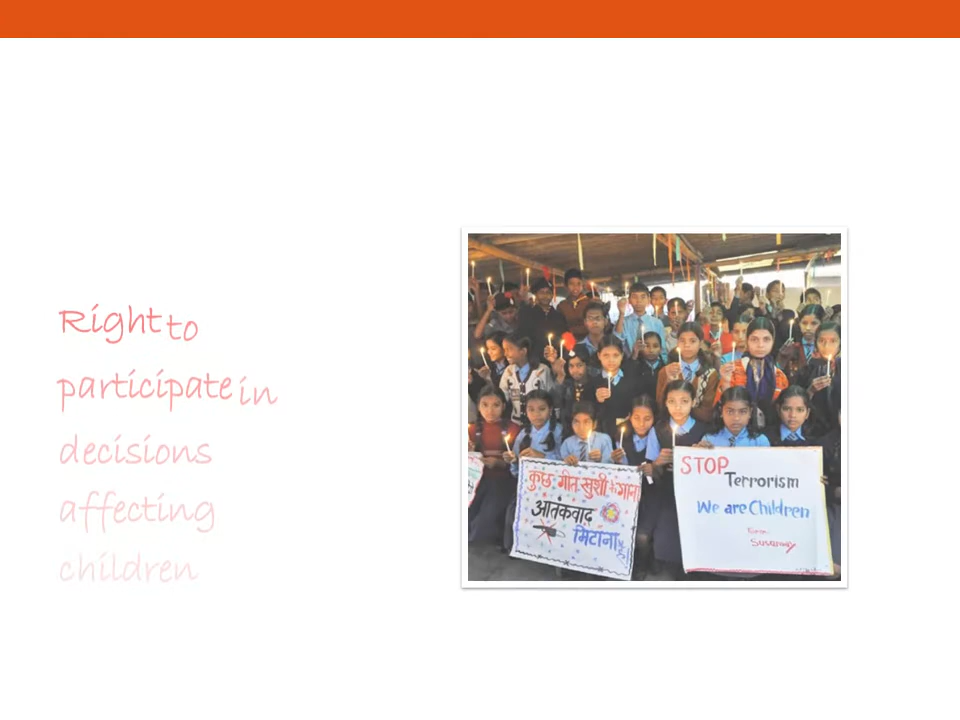 Right to
participate in
decisions
affecting
children
कुछ गीत खुशी के गाना
आतंकवाद
मिटाना है
STOP
Terrorism
We are Children